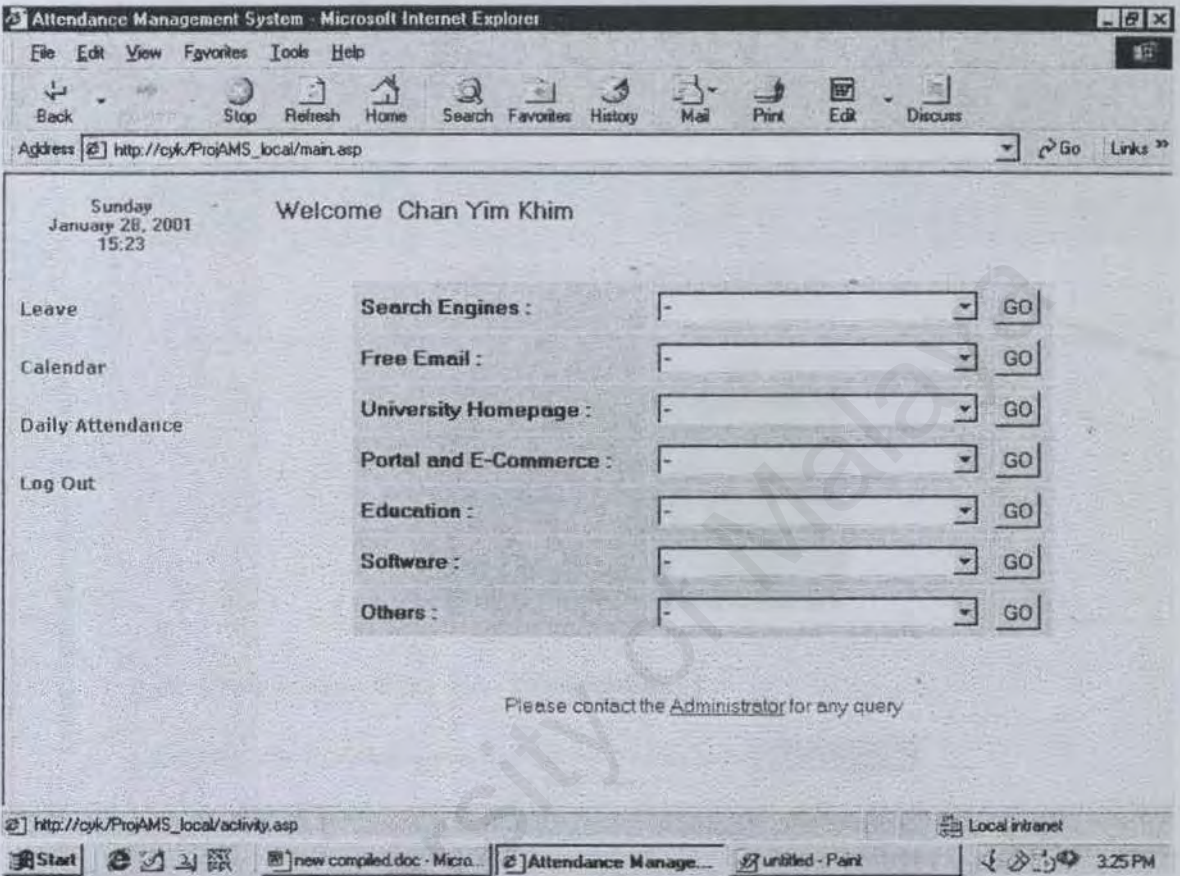 Attendance Management System - Microsoft Internet Explorer
File Edit View Favorites Tools Help
Back Stop Refresh Home Search Favorites History Mail Print Edit Discuss
Address http://cyk/ProjAMS_local/main.asp Go Links »
Sunday
January 28, 2001
15:23
Welcome Chan Yim Khim
Leave
Calendar
Daily Attendance
Log Out
Search Engines : - GO
Free Email : - GO
University Homepage : - GO
Portal and E-Commerce : - GO
Education : - GO
Software : - GO
Others : - GO
Please contact the Administrator for any query
http://cyk/ProjAMS_local/activity.asp Local intranet
Start new compiled.doc - Micro... Attendance Manage... untitled - Paint 3:25 PM
sity of Malaya